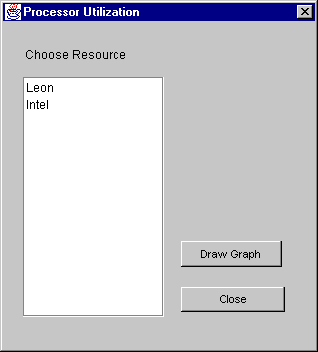 Processor Utilization
Choose Resource
Leon
Intel
Draw Graph
Close